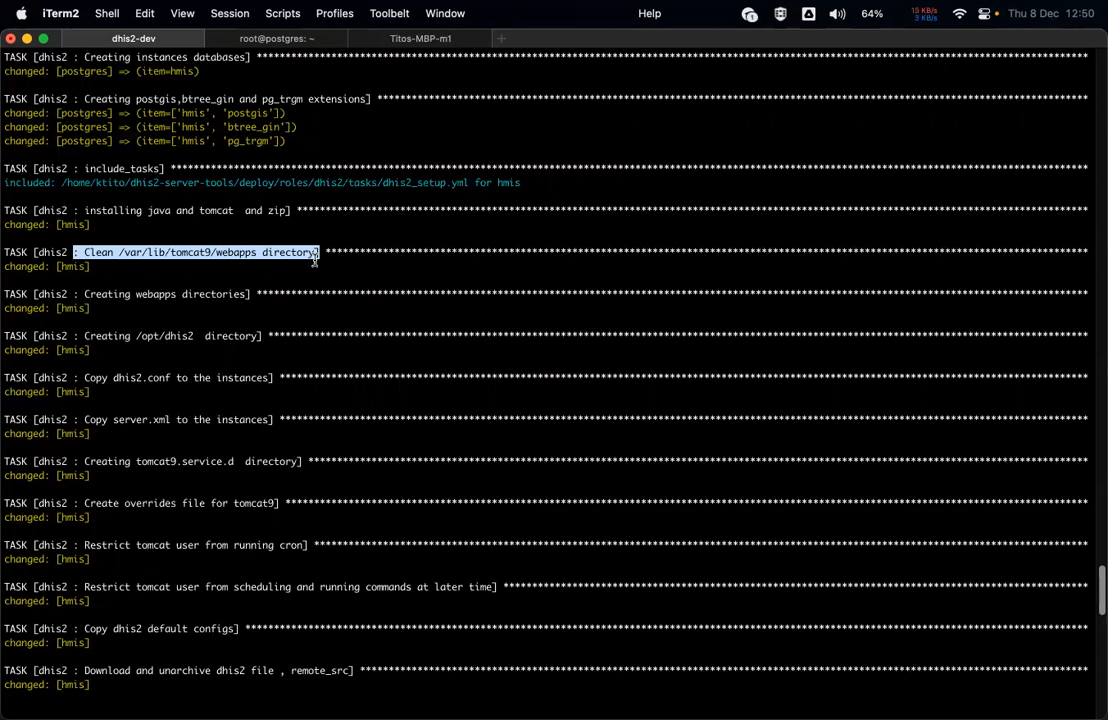 iTerm2 Shell Edit View Session Scripts Profiles Toolbelt Window Help 64% 15 KB/s 3 KB/s Thu 8 Dec 12:50
dhis2-dev root@postgres: ~ Titos-MBP-m1
TASK [dhis2 : Creating instances databases] ****************************************************************
changed: [postgres] => (item=hmis)
TASK [dhis2 : Creating postgis,btree_gin and pg_trgm extensions] ****************************************************************
changed: [postgres] => (item=['hmis', 'postgis'])
changed: [postgres] => (item=['hmis', 'btree_gin'])
changed: [postgres] => (item=['hmis', 'pg_trgm'])
TASK [dhis2 : include_tasks] ****************************************************************
included: /home/ktito/dhis2-server-tools/deploy/roles/dhis2/tasks/dhis2_setup.yml for hmis
TASK [dhis2 : installing java and tomcat  and zip] ****************************************************************
changed: [hmis]
TASK [dhis2 : Clean /var/lib/tomcat9/webapps directory] ****************************************************************
changed: [hmis]
TASK [dhis2 : Creating webapps directories] ****************************************************************
changed: [hmis]
TASK [dhis2 : Creating /opt/dhis2  directory] ****************************************************************
changed: [hmis]
TASK [dhis2 : Copy dhis2.conf to the instances] ****************************************************************
changed: [hmis]
TASK [dhis2 : Copy server.xml to the instances] ****************************************************************
changed: [hmis]
TASK [dhis2 : Creating tomcat9.service.d  directory] ****************************************************************
changed: [hmis]
TASK [dhis2 : Create overrides file for tomcat9] ****************************************************************
changed: [hmis]
TASK [dhis2 : Restrict tomcat user from running cron] ****************************************************************
changed: [hmis]
TASK [dhis2 : Restrict tomcat user from scheduling and running commands at later time] ****************************************************************
changed: [hmis]
TASK [dhis2 : Copy dhis2 default configs] ****************************************************************
changed: [hmis]
TASK [dhis2 : Download and unarchive dhis2 file , remote_src] ****************************************************************
changed: [hmis]